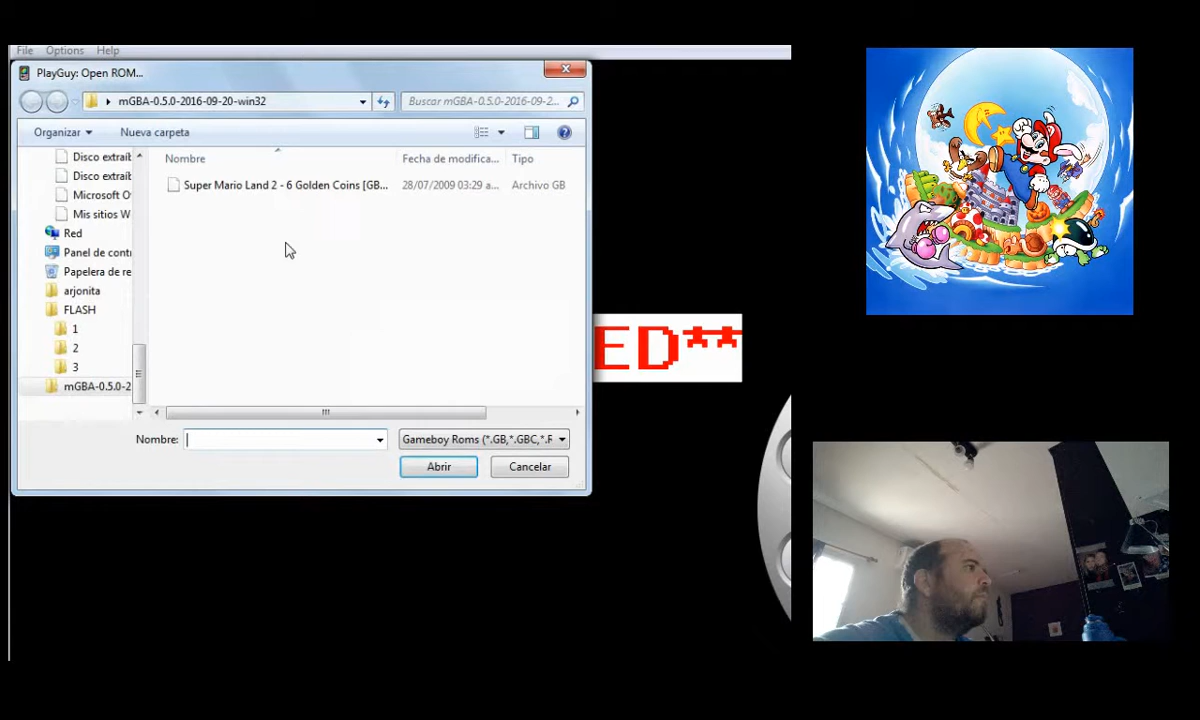 File Options Help
PlayGuy: Open ROM...
mGBA-0.5.0-2016-09-20-win32
Buscar mGBA-0.5.0-2016-09-2...
Organizar Nueva carpeta
Nombre Fecha de modifica... Tipo
Super Mario Land 2 - 6 Golden Coins [GB... 28/07/2009 03:29 a... Archivo GB
Disco extraíb
Disco extraíb
Microsoft O
Mis sitios W
Red
Panel de contr
Papelera de re
arjonita
FLASH
1
2
3
mGBA-0.5.0-2
ED**
Nombre:
Gameboy Roms (*.GB,*.GBC,*.F
Abrir Cancelar